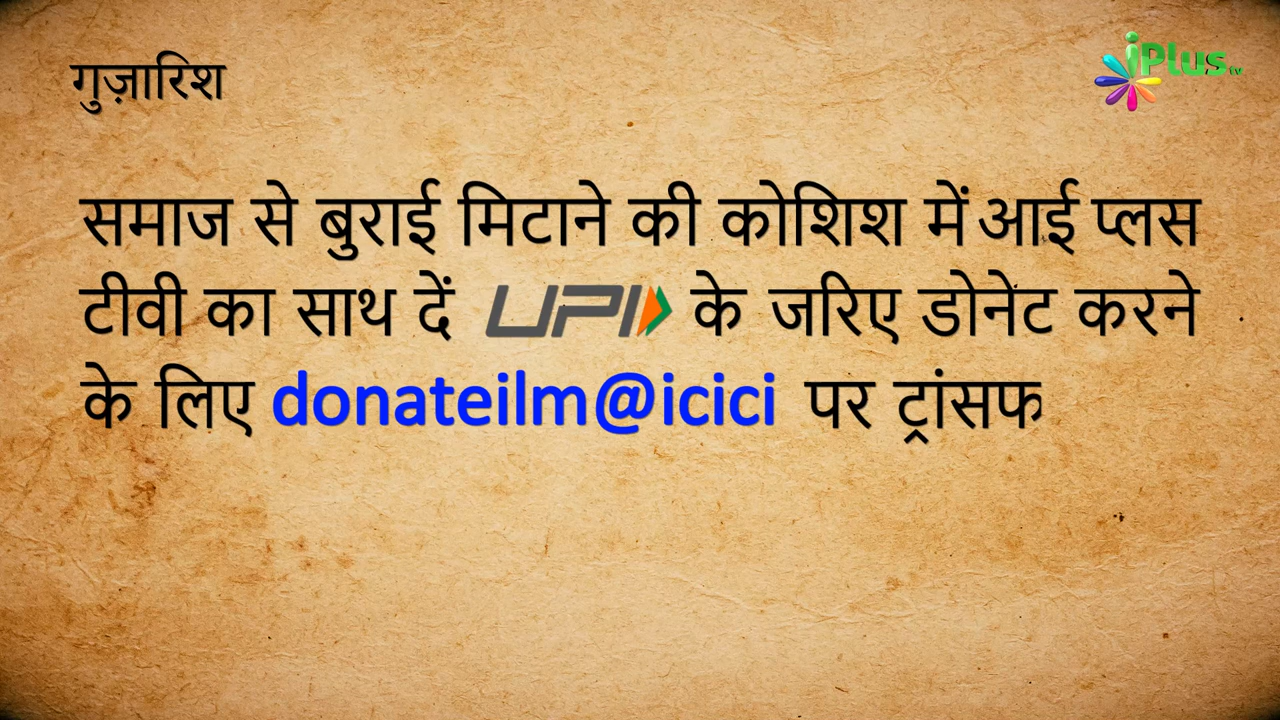 गुज़ारिश
iPlus tv
समाज से बुराई मिटाने की कोशिश में आई प्लस
टीवी का साथ दें UPI के जरिए डोनेट करने
के लिए donateilm@icici पर ट्रांसफ